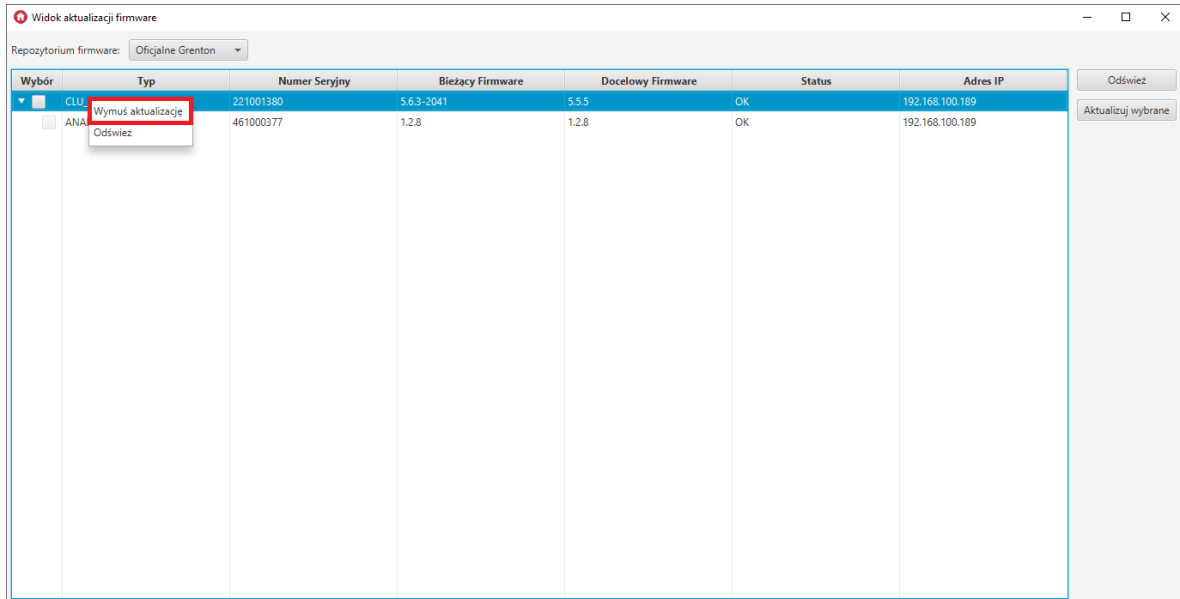 Widok aktualizacji firmware
Repozytorium firmware: Oficjalne Grenton
Wybór Typ Numer Seryjny Bieżący Firmware Docelowy Firmware Status Adres IP Odśwież
CLU_ 221001380 5.6.3-2041 5.5.5 OK 192.168.100.189
Wymuś aktualizację Aktualizuj wybrane
461000377 1.2.8 1.2.8 OK 192.168.100.189
Odśwież